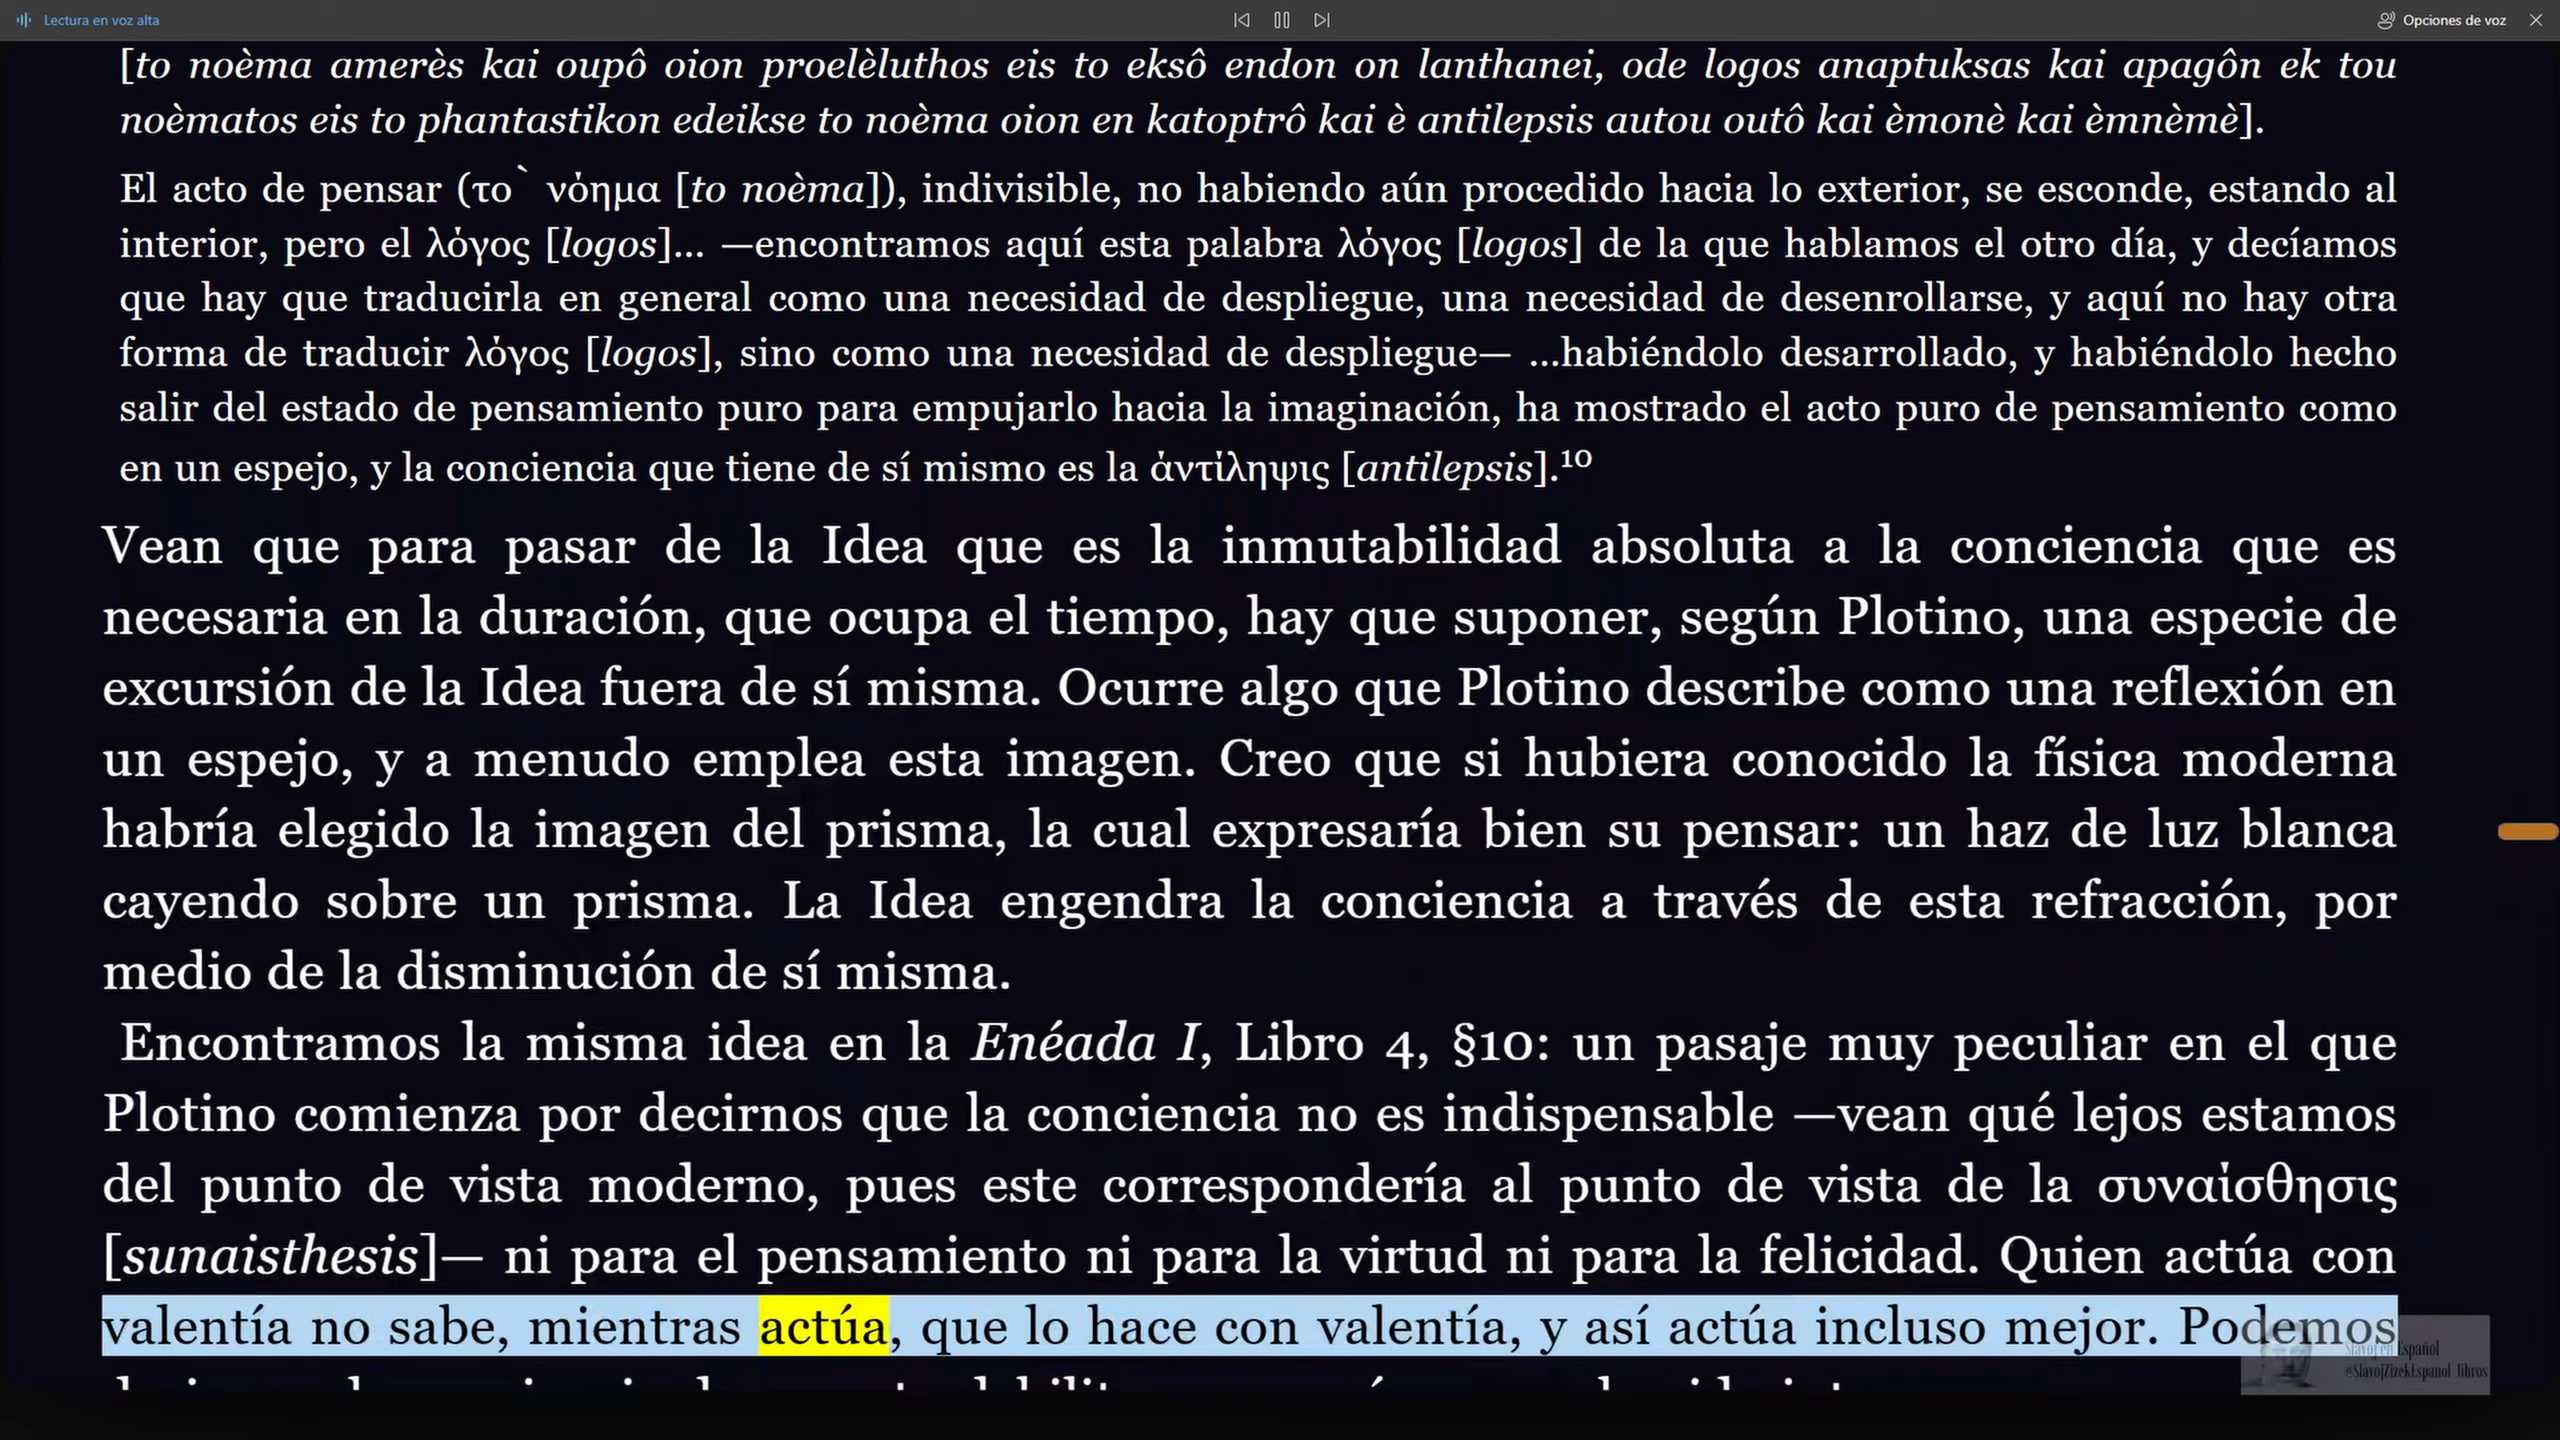 Lectura en voz alta
Opciones de voz
[to noèma amerès kai oupô oion proelèluthos eis to eksô endon on lanthanei, ode logos anaptuksas kai apagôn ek tou
noèmatos eis to phantastikon edeikse to noèma oion en katoptrô kai è antilepsis autou outô kai èmonè kai èmnèmè].
El acto de pensar (το` νόημα [to noèma]), indivisible, no habiendo aún procedido hacia lo exterior, se esconde, estando al
interior, pero el λόγος [logos]... —encontramos aquí esta palabra λόγος [logos] de la que hablamos el otro día, y decíamos
que hay que traducirla en general como una necesidad de despliegue, una necesidad de desenrollarse, y aquí no hay otra
forma de traducir λόγος [logos], sino como una necesidad de despliegue— ...habiéndolo desarrollado, y habiéndolo hecho
salir del estado de pensamiento puro para empujarlo hacia la imaginación, ha mostrado el acto puro de pensamiento como
en un espejo, y la conciencia que tiene de sí mismo es la ἀντίληψις [antilepsis].¹⁰
Vean que para pasar de la Idea que es la inmutabilidad absoluta a la conciencia que es
necesaria en la duración, que ocupa el tiempo, hay que suponer, según Plotino, una especie de
excursión de la Idea fuera de sí misma. Ocurre algo que Plotino describe como una reflexión en
un espejo, y a menudo emplea esta imagen. Creo que si hubiera conocido la física moderna
habría elegido la imagen del prisma, la cual expresaría bien su pensar: un haz de luz blanca
cayendo sobre un prisma. La Idea engendra la conciencia a través de esta refracción, por
medio de la disminución de sí misma.
Encontramos la misma idea en la Enéada I, Libro 4, §10: un pasaje muy peculiar en el que
Plotino comienza por decirnos que la conciencia no es indispensable —vean qué lejos estamos
del punto de vista moderno, pues este correspondería al punto de vista de la συναίσθησις
[sunaisthesis]— ni para el pensamiento ni para la virtud ni para la felicidad. Quien actúa con
valentía no sabe, mientras actúa, que lo hace con valentía, y así actúa incluso mejor. Podemos
Slavoj en Español
@SlavojZizekEspanol_libros